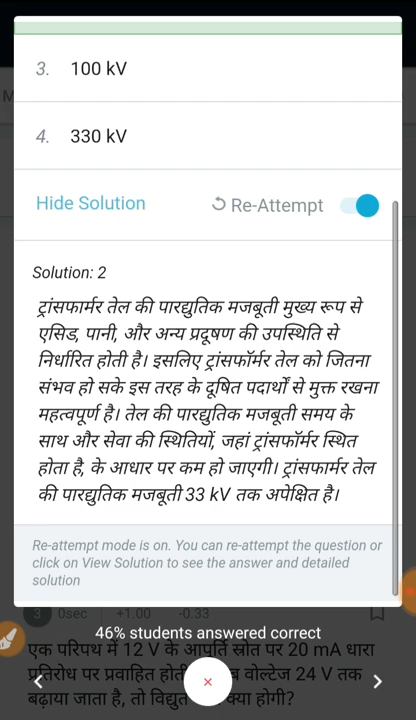 M
3. 100 kV
4. 330 kV
Hide Solution Re-Attempt
Solution: 2
ट्रांसफार्मर तेल की पारद्युतिक मजबूती मुख्य रूप से
एसिड, पानी, और अन्य प्रदूषण की उपस्थिति से
निर्धारित होती है। इसलिए ट्रांसफॉर्मर तेल को जितना
संभव हो सके इस तरह के दूषित पदार्थों से मुक्त रखना
महत्वपूर्ण है। तेल की पारद्युतिक मजबूती समय के
साथ और सेवा की स्थितियों, जहां ट्रांसफॉर्मर स्थित
होता है, के आधार पर कम हो जाएगी। ट्रांसफार्मर तेल
की पारद्युतिक मजबूती 33 kV तक अपेक्षित है।
Re-attempt mode is on. You can re-attempt the question or
click on View Solution to see the answer and detailed
solution
3 0sec +1.00 -0.33
46% students answered correct
एक परिपथ में 12 V के आपूर्ति स्रोत पर 20 mA धारा
प्रतिरोध पर प्रवाहित होती वोल्टेज 24 V तक
बढ़ाया जाता है, तो विद्युत क्या होगी?